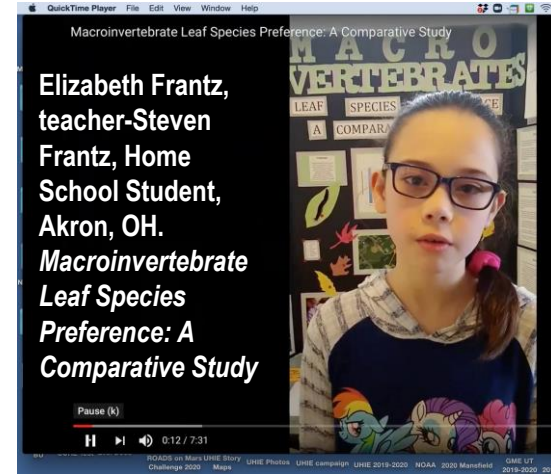 QuickTime Player File Edit View Window Help
Macroinvertebrate Leaf Species Preference: A Comparative Study
MACRO
VERTEBRATES
LEAF SPECIES
A COMPARA
Elizabeth Frantz,
teacher-Steven
Frantz, Home
School Student,
Akron, OH.
Macroinvertebrate
Leaf Species
Preference: A
Comparative Study
Pause (k)
0:12 / 7:31
ROADS on Mars UHIE Story UHIE Photos UHIE campaign UHIE 2019-2020 NOAA 2020 Mansfield GME UT
Challenge 2020 Maps 2019-2020